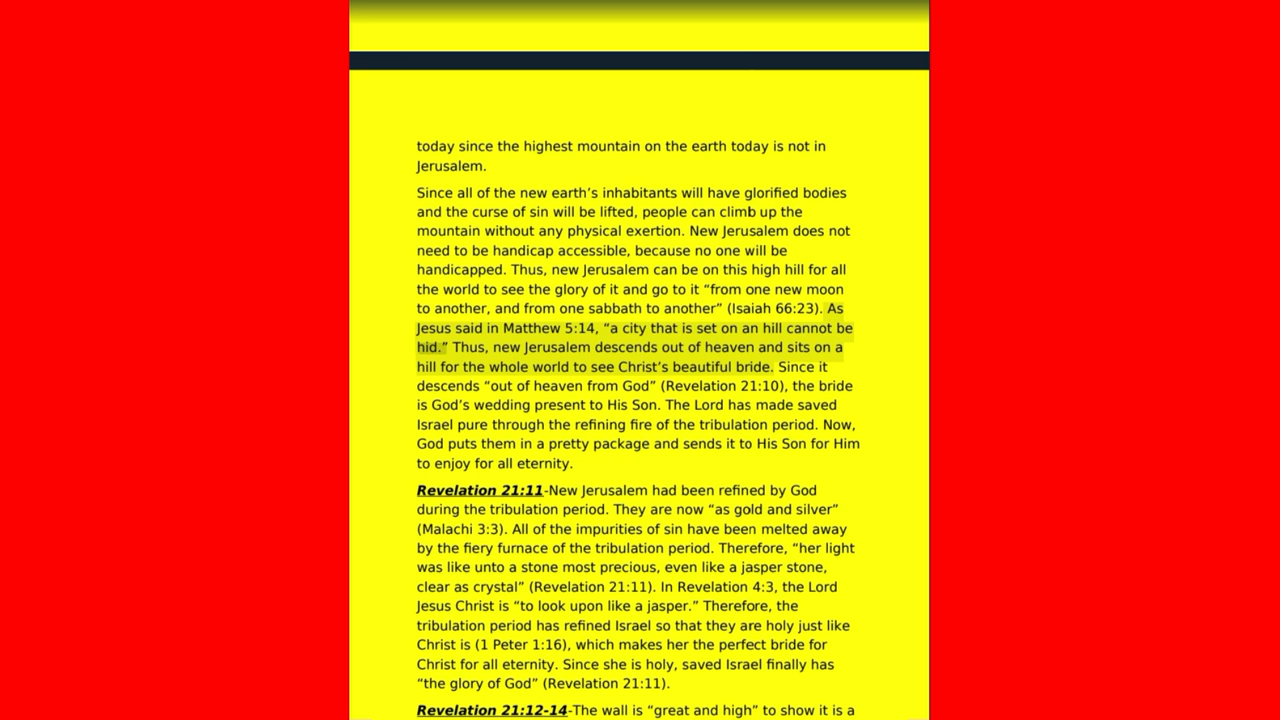 today since the highest mountain on the earth today is not in
Jerusalem.
Since all of the new earth’s inhabitants will have glorified bodies
and the curse of sin will be lifted, people can climb up the
mountain without any physical exertion. New Jerusalem does not
need to be handicap accessible, because no one will be
handicapped. Thus, new Jerusalem can be on this high hill for all
the world to see the glory of it and go to it “from one new moon
to another, and from one sabbath to another” (Isaiah 66:23). As
Jesus said in Matthew 5:14, “a city that is set on an hill cannot be
hid.” Thus, new Jerusalem descends out of heaven and sits on a
hill for the whole world to see Christ’s beautiful bride. Since it
descends “out of heaven from God” (Revelation 21:10), the bride
is God’s wedding present to His Son. The Lord has made saved
Israel pure through the refining fire of the tribulation period. Now,
God puts them in a pretty package and sends it to His Son for Him
to enjoy for all eternity.
Revelation 21:11-New Jerusalem had been refined by God
during the tribulation period. They are now “as gold and silver”
(Malachi 3:3). All of the impurities of sin have been melted away
by the fiery furnace of the tribulation period. Therefore, “her light
was like unto a stone most precious, even like a jasper stone,
clear as crystal” (Revelation 21:11). In Revelation 4:3, the Lord
Jesus Christ is “to look upon like a jasper.” Therefore, the
tribulation period has refined Israel so that they are holy just like
Christ is (1 Peter 1:16), which makes her the perfect bride for
Christ for all eternity. Since she is holy, saved Israel finally has
“the glory of God” (Revelation 21:11).
Revelation 21:12-14-The wall is “great and high” to show it is a